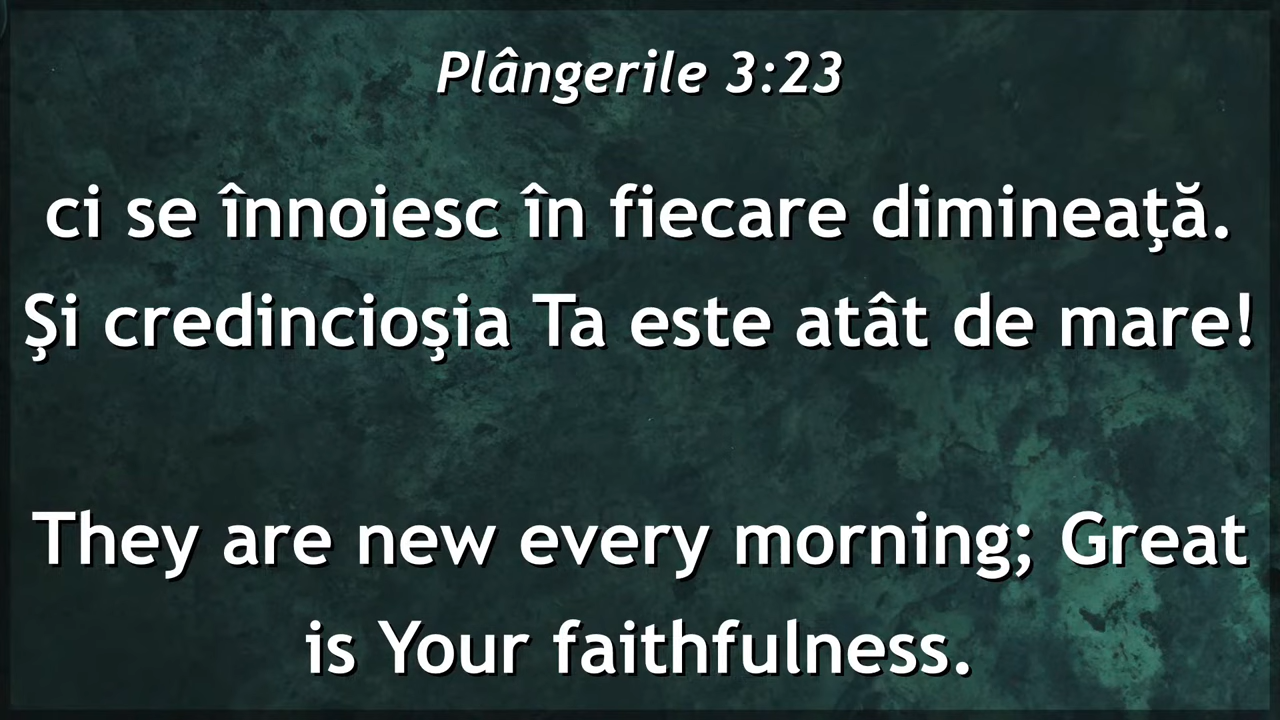 Plângerile 3:23
ci se înnoiesc în fiecare dimineaţă.
Şi credincioşia Ta este atât de mare!
They are new every morning; Great
is Your faithfulness.